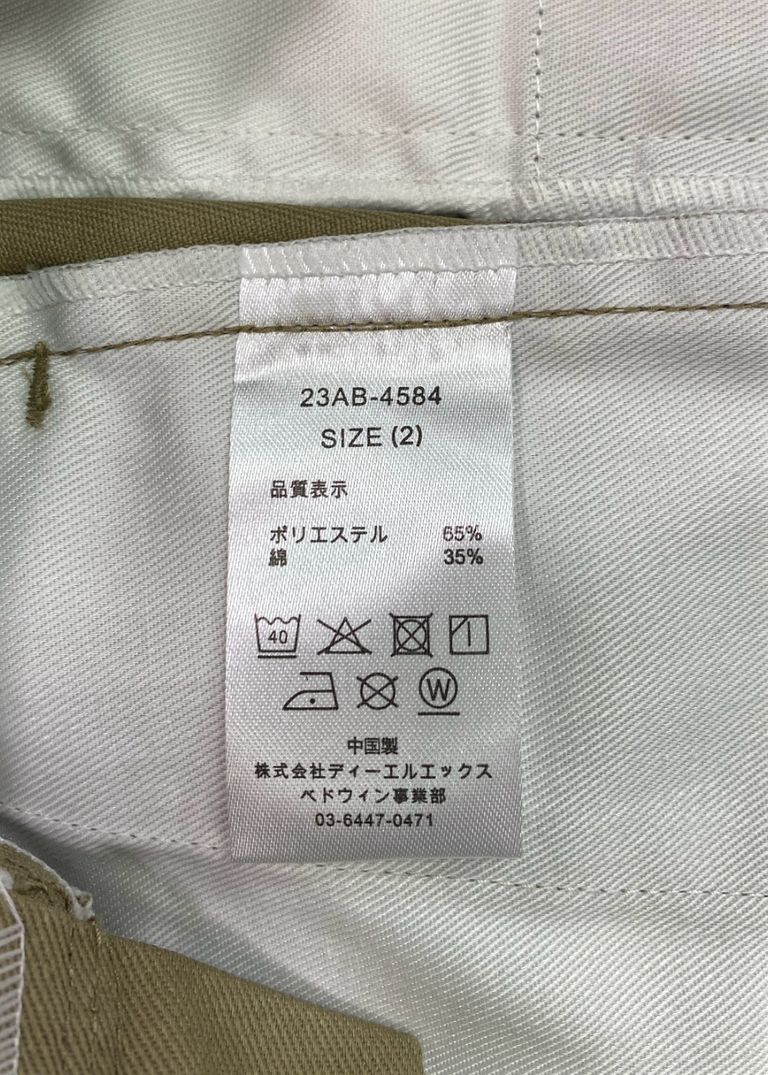 23AB-4584
SIZE (2)
品質表示
ポリエステル 65%
綿 35%
40
W
中国製
株式会社ディーエルエックス
ベドウィン事業部
03-6447-0471